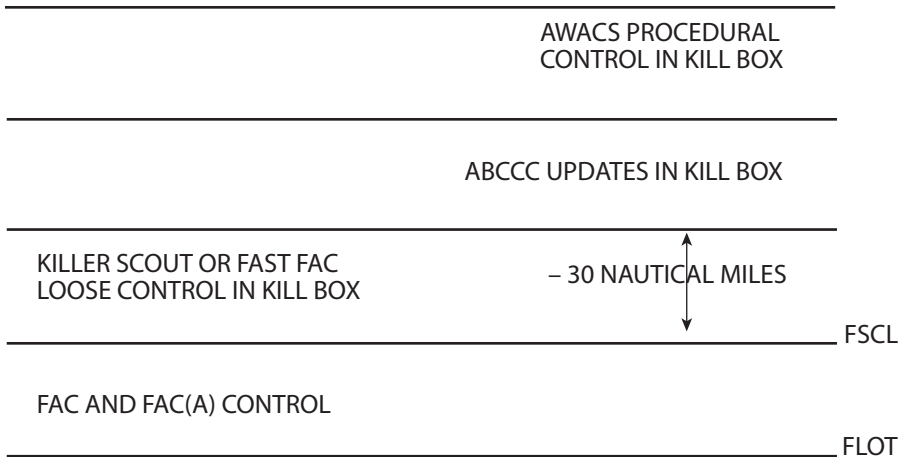 AWACS PROCEDURAL
CONTROL IN KILL BOX
ABCCC UPDATES IN KILL BOX
KILLER SCOUT OR FAST FAC
LOOSE CONTROL IN KILL BOX
– 30 NAUTICAL MILES
FSCL
FAC AND FAC(A) CONTROL
FLOT